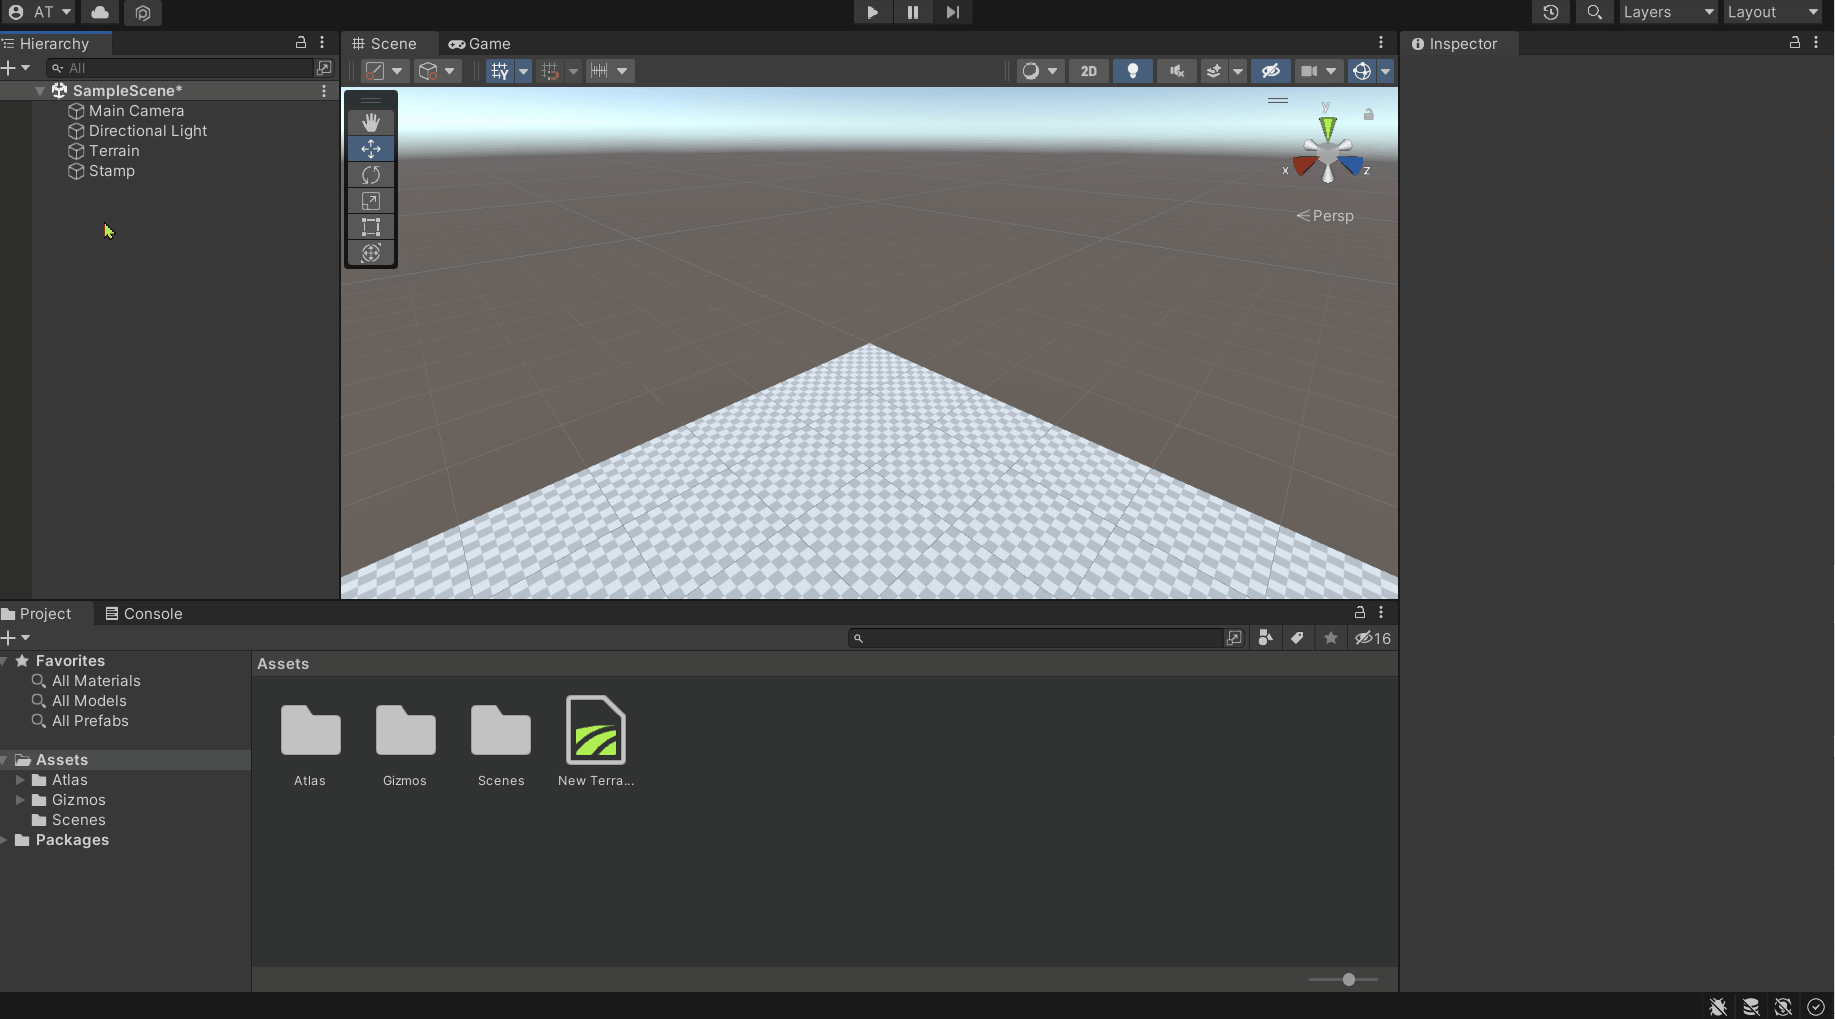 AT
Layers
Layout
Hierarchy
All
SampleScene*
Main Camera
Directional Light
Terrain
Stamp
Scene
Game
2D
y
x
z
Persp
Inspector
Project
Console
16
Favorites
All Materials
All Models
All Prefabs
Assets
Atlas
Gizmos
Scenes
Packages
Assets
Atlas
Gizmos
Scenes
New Terra...